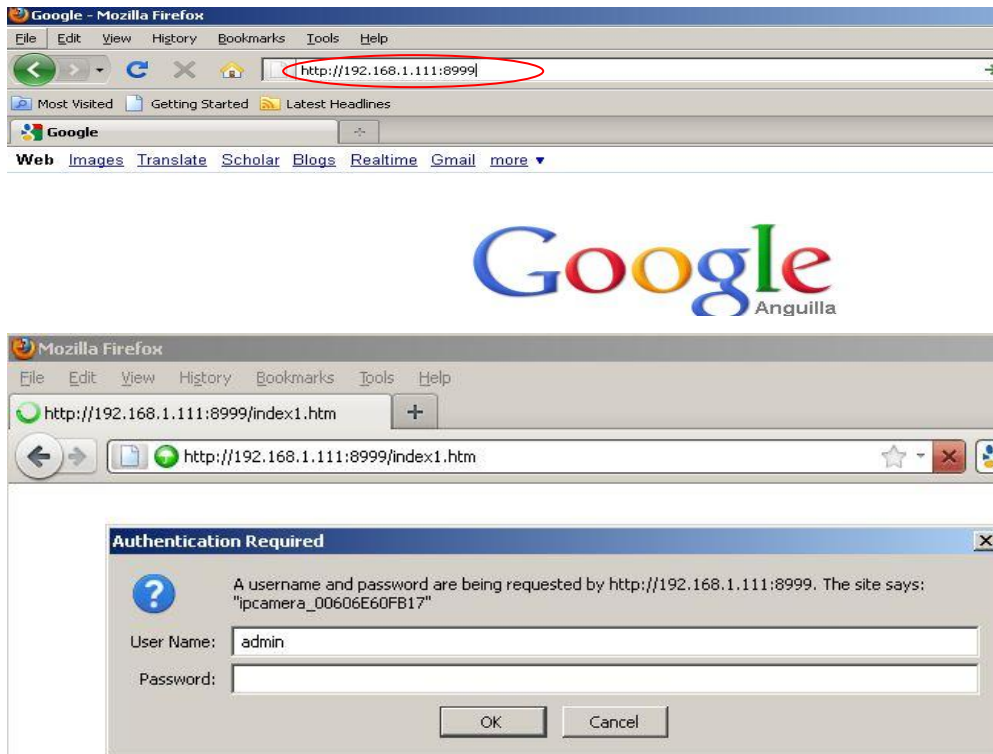 Google - Mozilla Firefox
File Edit View History Bookmarks Tools Help
http://192.168.1.111:8999
Most Visited Getting Started Latest Headlines
Google
Web Images Translate Scholar Blogs Realtime Gmail more ▼
Google
Anguilla
Mozilla Firefox
File Edit View History Bookmarks Tools Help
http://192.168.1.111:8999/index1.htm
http://192.168.1.111:8999/index1.htm
Authentication Required
A username and password are being requested by http://192.168.1.111:8999. The site says:
"ipcamera_00606E60FB17"
User Name: admin
Password:
OK Cancel